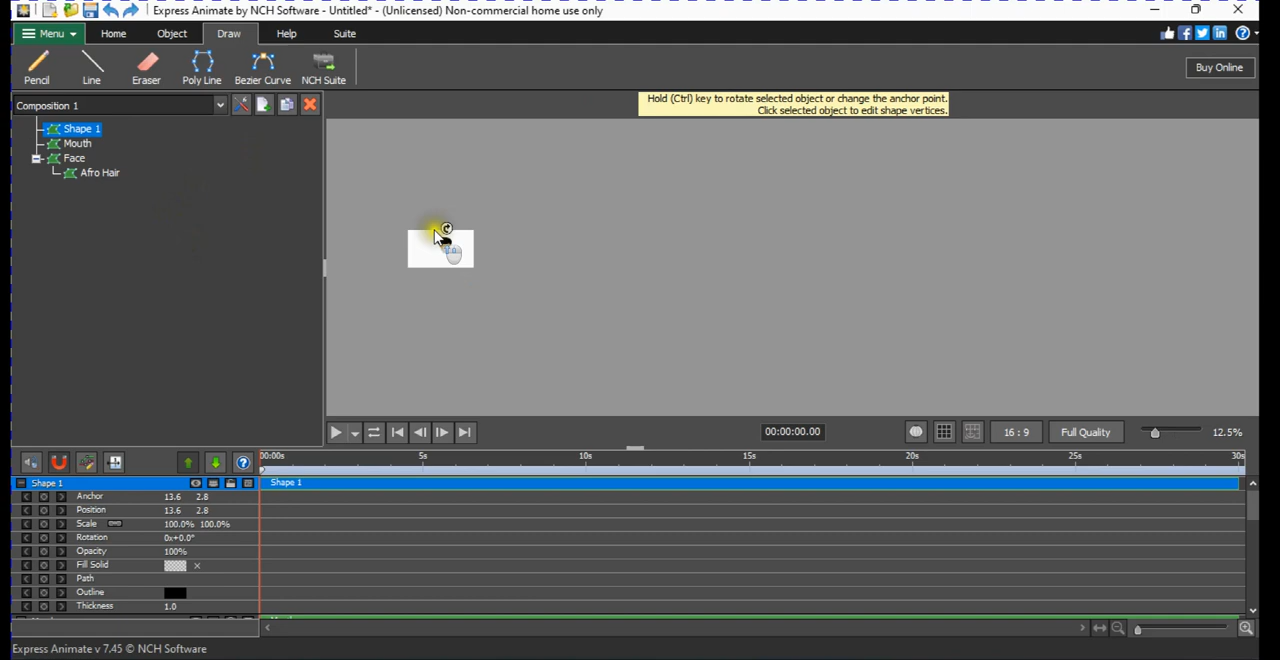 Express Animate by NCH Software - Untitled* - (Unlicensed) Non-commercial home use only
Menu Home Object Draw Help Suite
Pencil Line Eraser Poly Line Bezier Curve NCH Suite Buy Online
Composition 1
Hold (Ctrl) key to rotate selected object or change the anchor point.
Click selected object to edit shape vertices.
Shape 1
Mouth
Face
Afro Hair
00:00:00.00 16 : 9 Full Quality 12.5%
00:00s 5s 10s 15s 20s 25s 30s
Shape 1 Shape 1
Anchor 13.6 2.8
Position 13.6 2.8
Scale 100.0% 100.0%
Rotation 0x+0.0°
Opacity 100%
Fill Solid
Path
Outline
Thickness 1.0
Express Animate v 7.45 © NCH Software